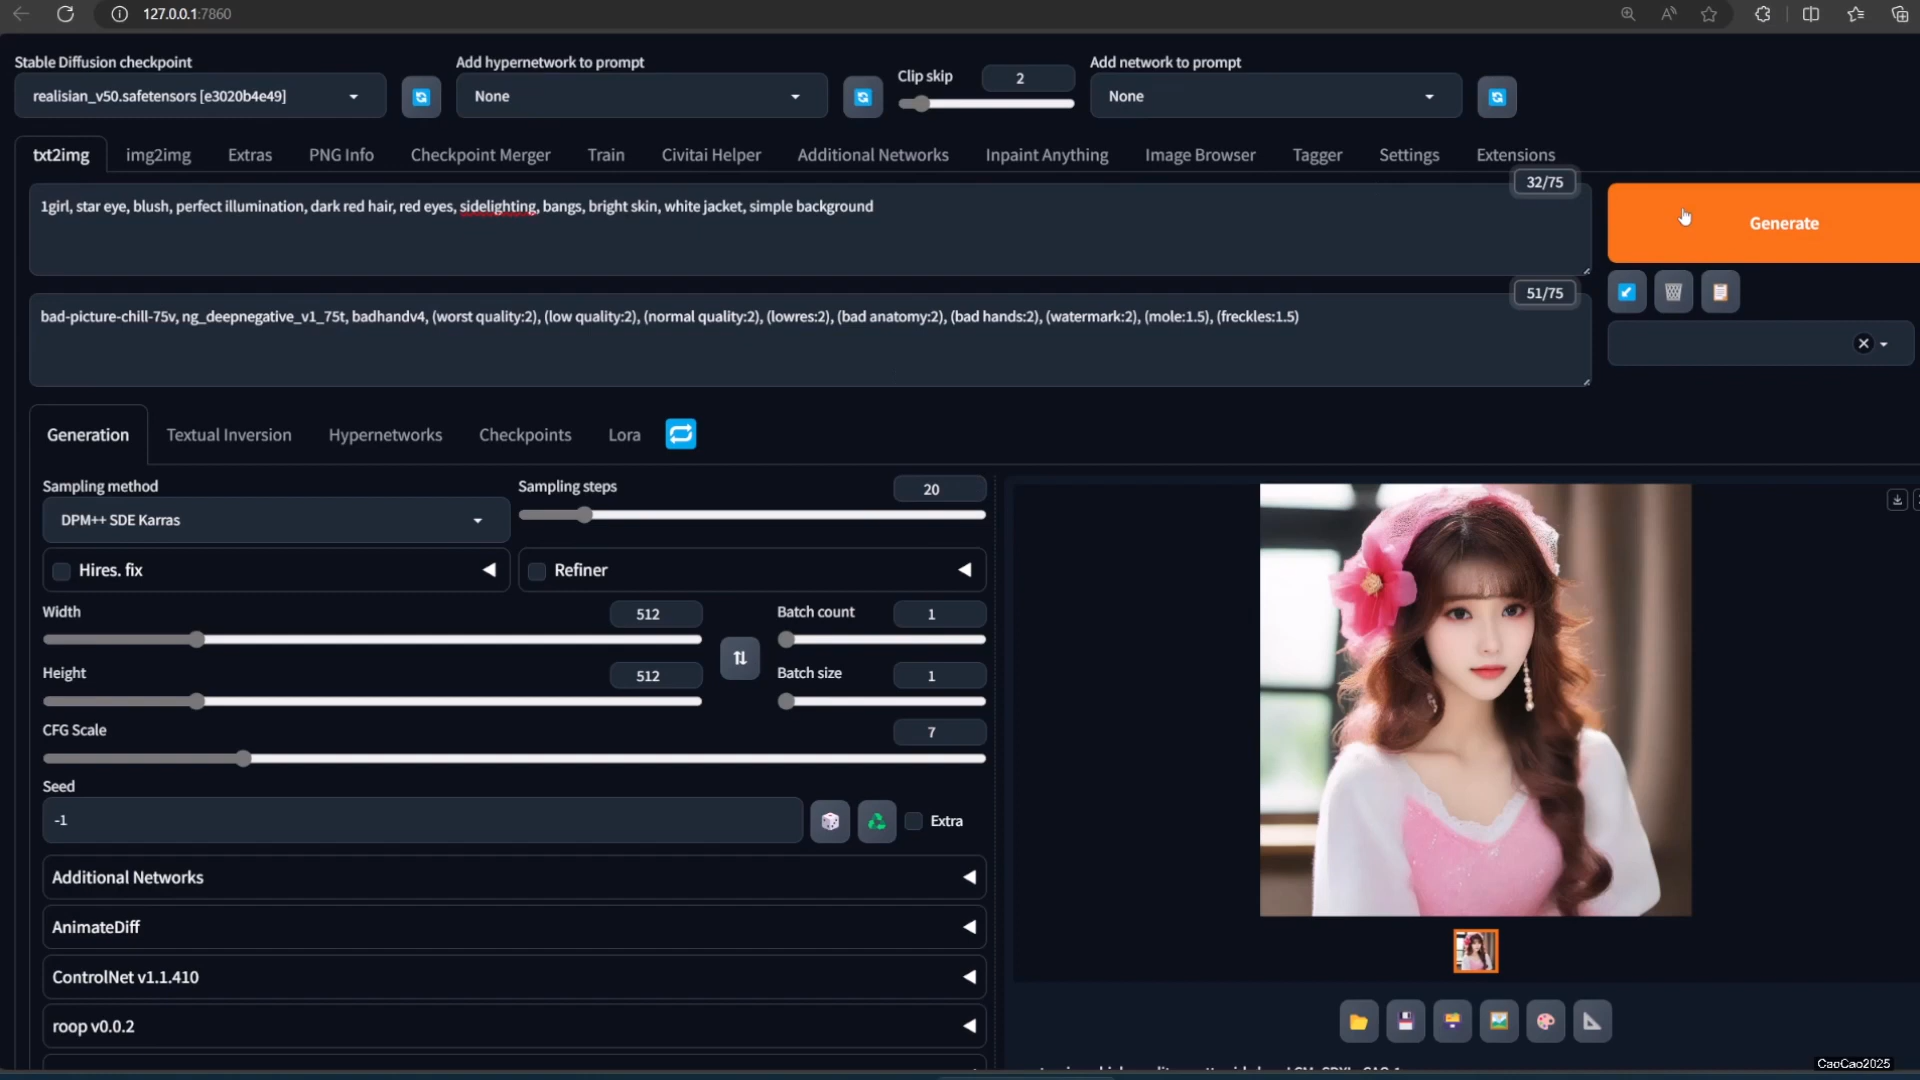 127.0.0.1:7860
Stable Diffusion checkpoint
Add hypernetwork to prompt
Clip skip
2
Add network to prompt
realisian_v50.safetensors [e3020b4e49]
None
None
txt2img
img2img
Extras
PNG Info
Checkpoint Merger
Train
Civitai Helper
Additional Networks
Inpaint Anything
Image Browser
Tagger
Settings
Extensions
32/75
1girl, star eye, blush, perfect illumination, dark red hair, red eyes, sidelighting, bangs, bright skin, white jacket, simple background
Generate
51/75
bad-picture-chill-75v, ng_deepnegative_v1_75t, badhandv4, (worst quality:2), (low quality:2), (normal quality:2), (lowres:2), (bad anatomy:2), (bad hands:2), (watermark:2), (mole:1.5), (freckles:1.5)
Generation
Textual Inversion
Hypernetworks
Checkpoints
Lora
Sampling method
Sampling steps
20
DPM++ SDE Karras
Hires. fix
Refiner
Width
512
Batch count
1
Height
512
Batch size
1
CFG Scale
7
Seed
-1
Extra
Additional Networks
AnimateDiff
ControlNet v1.1.410
roop v0.0.2
CaoCao2025